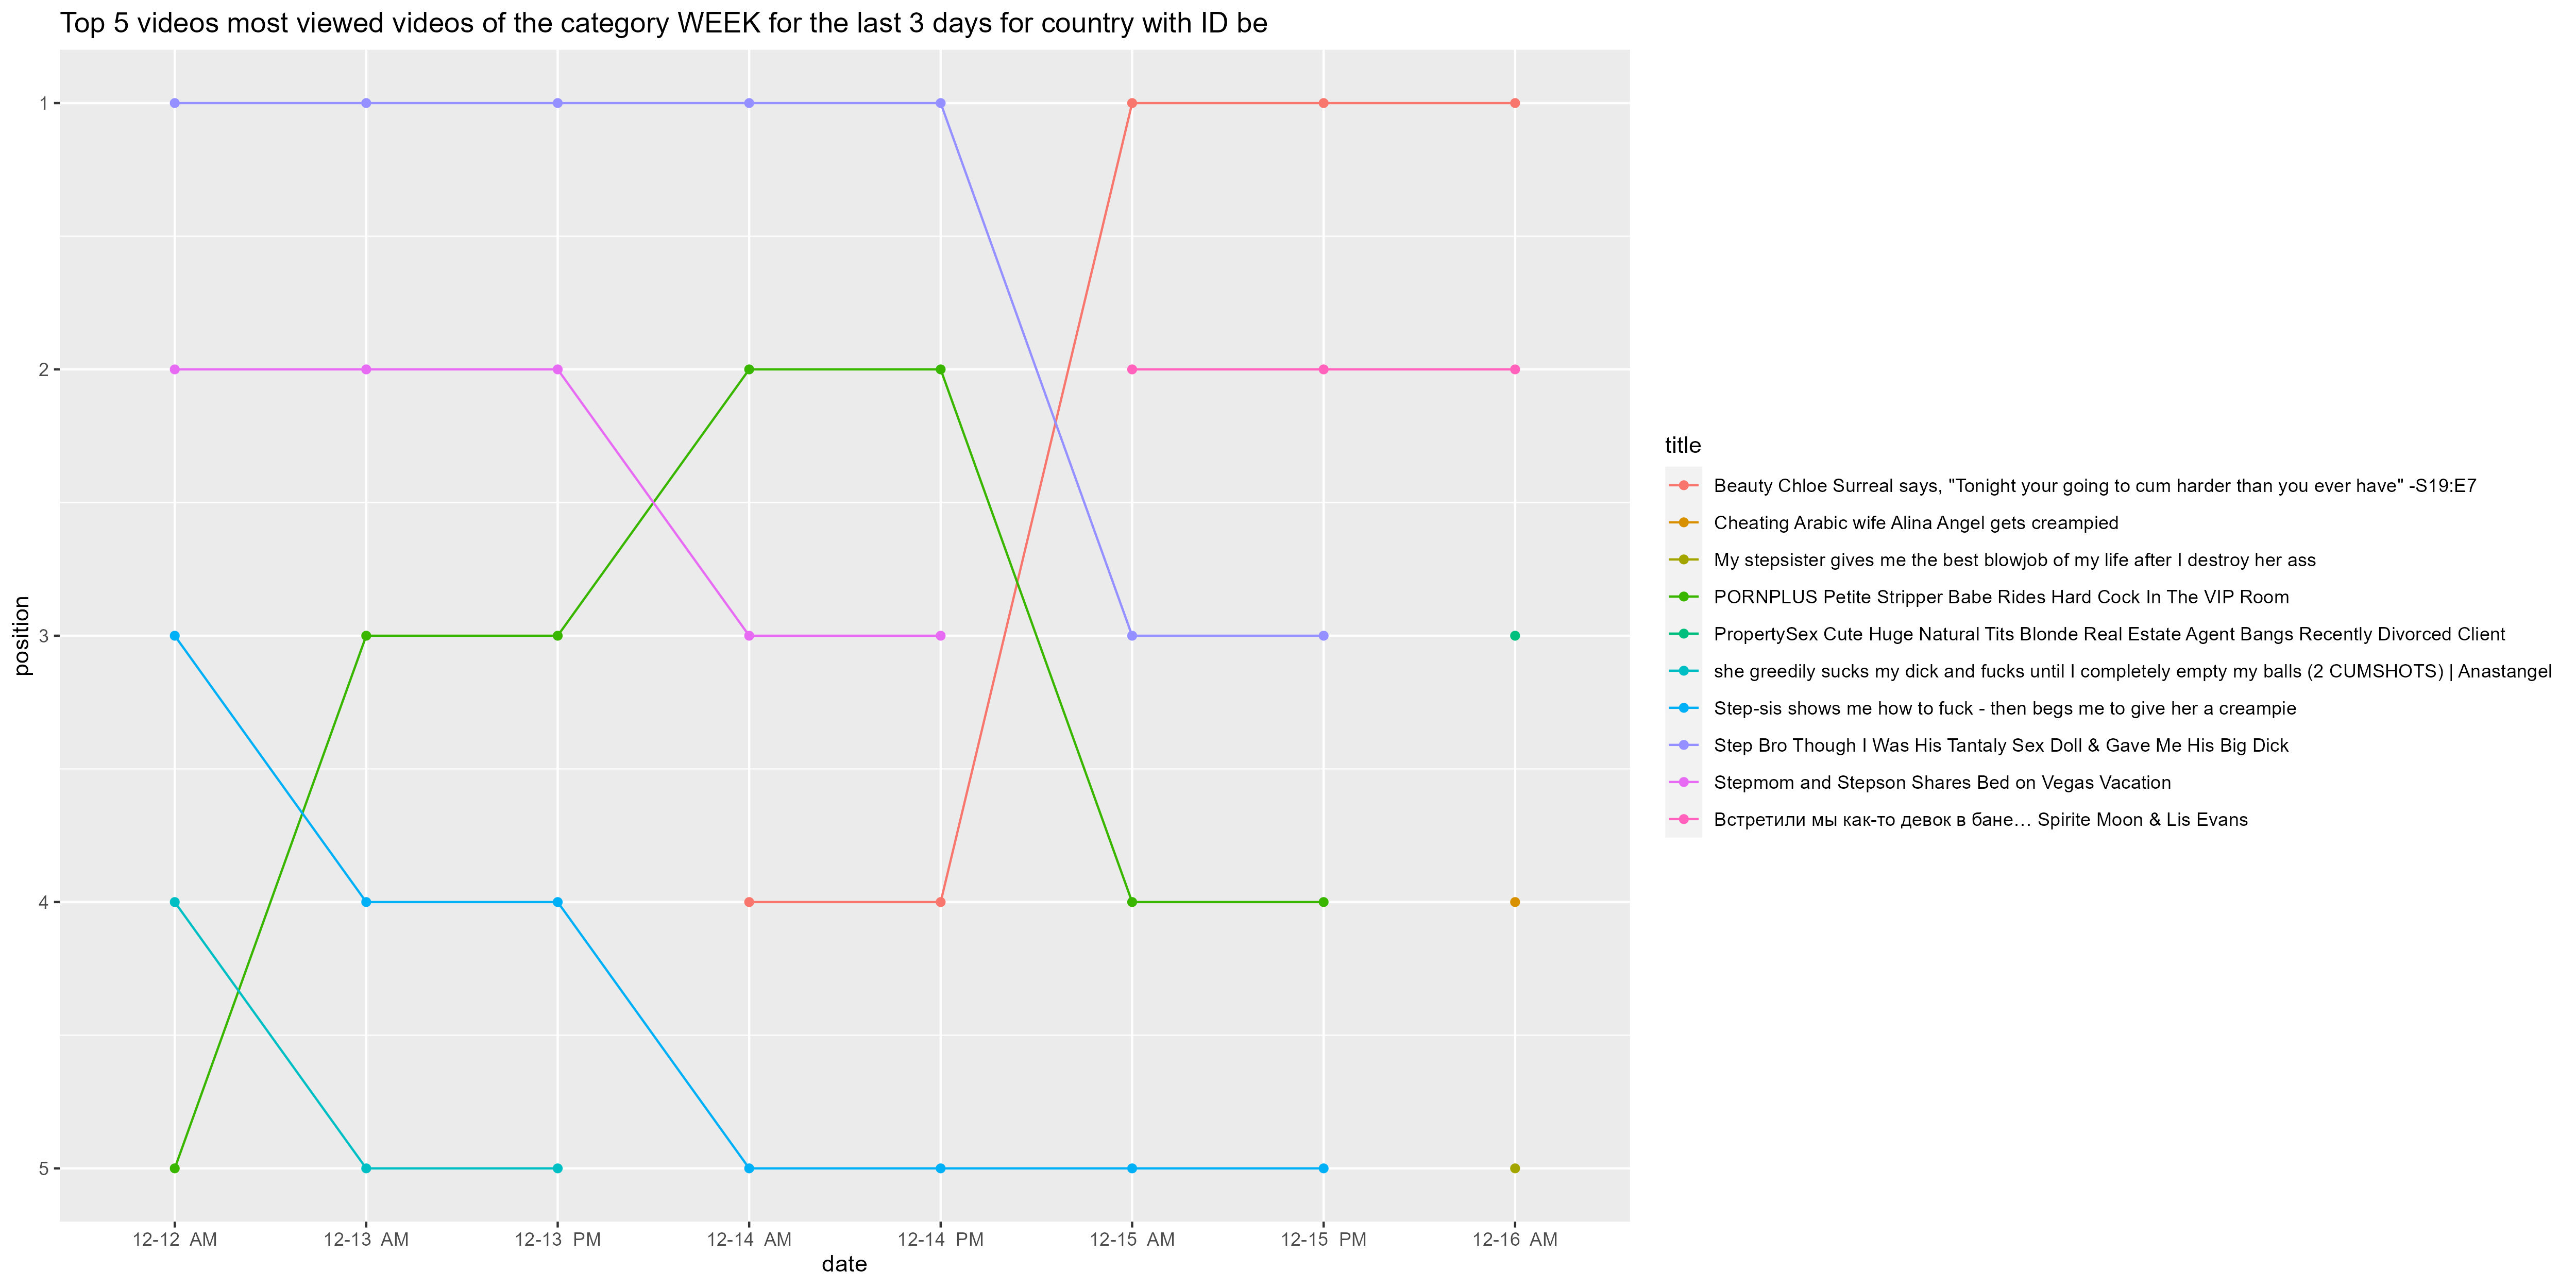 Top 5 videos most viewed videos of the category WEEK for the last 3 days for country with ID be
position
1
2
3
4
5
12-12 AM
12-13 AM
12-13 PM
12-14 AM
12-14 PM
12-15 AM
12-15 PM
12-16 AM
date
title
Beauty Chloe Surreal says, "Tonight your going to cum harder than you ever have" -S19:E7
Cheating Arabic wife Alina Angel gets creampied
My stepsister gives me the best blowjob of my life after I destroy her ass
PORNPLUS Petite Stripper Babe Rides Hard Cock In The VIP Room
PropertySex Cute Huge Natural Tits Blonde Real Estate Agent Bangs Recently Divorced Client
she greedily sucks my dick and fucks until I completely empty my balls (2 CUMSHOTS) | Anastangel
Step-sis shows me how to fuck - then begs me to give her a creampie
Step Bro Though I Was His Tantaly Sex Doll & Gave Me His Big Dick
Stepmom and Stepson Shares Bed on Vegas Vacation
Встретили мы как-то девок в бане… Spirite Moon & Lis Evans